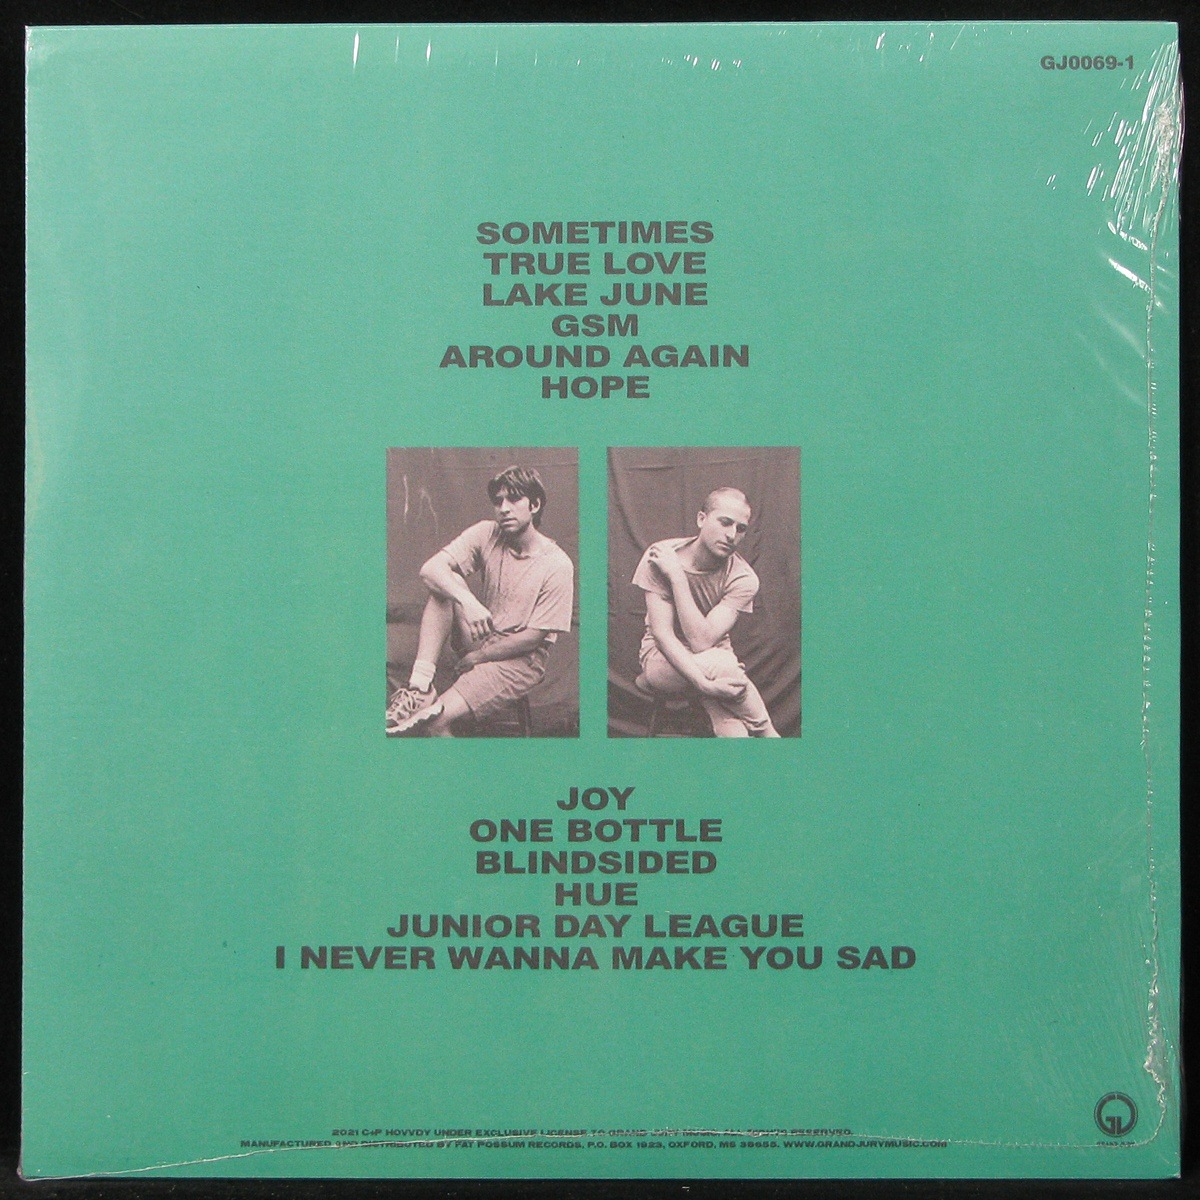 GJ0069-1
SOMETIMES
TRUE LOVE
LAKE JUNE
GSM
AROUND AGAIN
HOPE
JOY
ONE BOTTLE
BLINDSIDED
HUE
JUNIOR DAY LEAGUE
I NEVER WANNA MAKE YOU SAD
2021 C+P HOVVDY UNDER EXCLUSIVE LICENSE TO GRAND JURY MUSIC. ALL RIGHTS RESERVED.
MANUFACTURED AND DISTRIBUTED BY FAT POSSUM RECORDS. P.O. BOX 1923, OXFORD, MS 38655. WWW.GRANDJURYMUSIC.COM